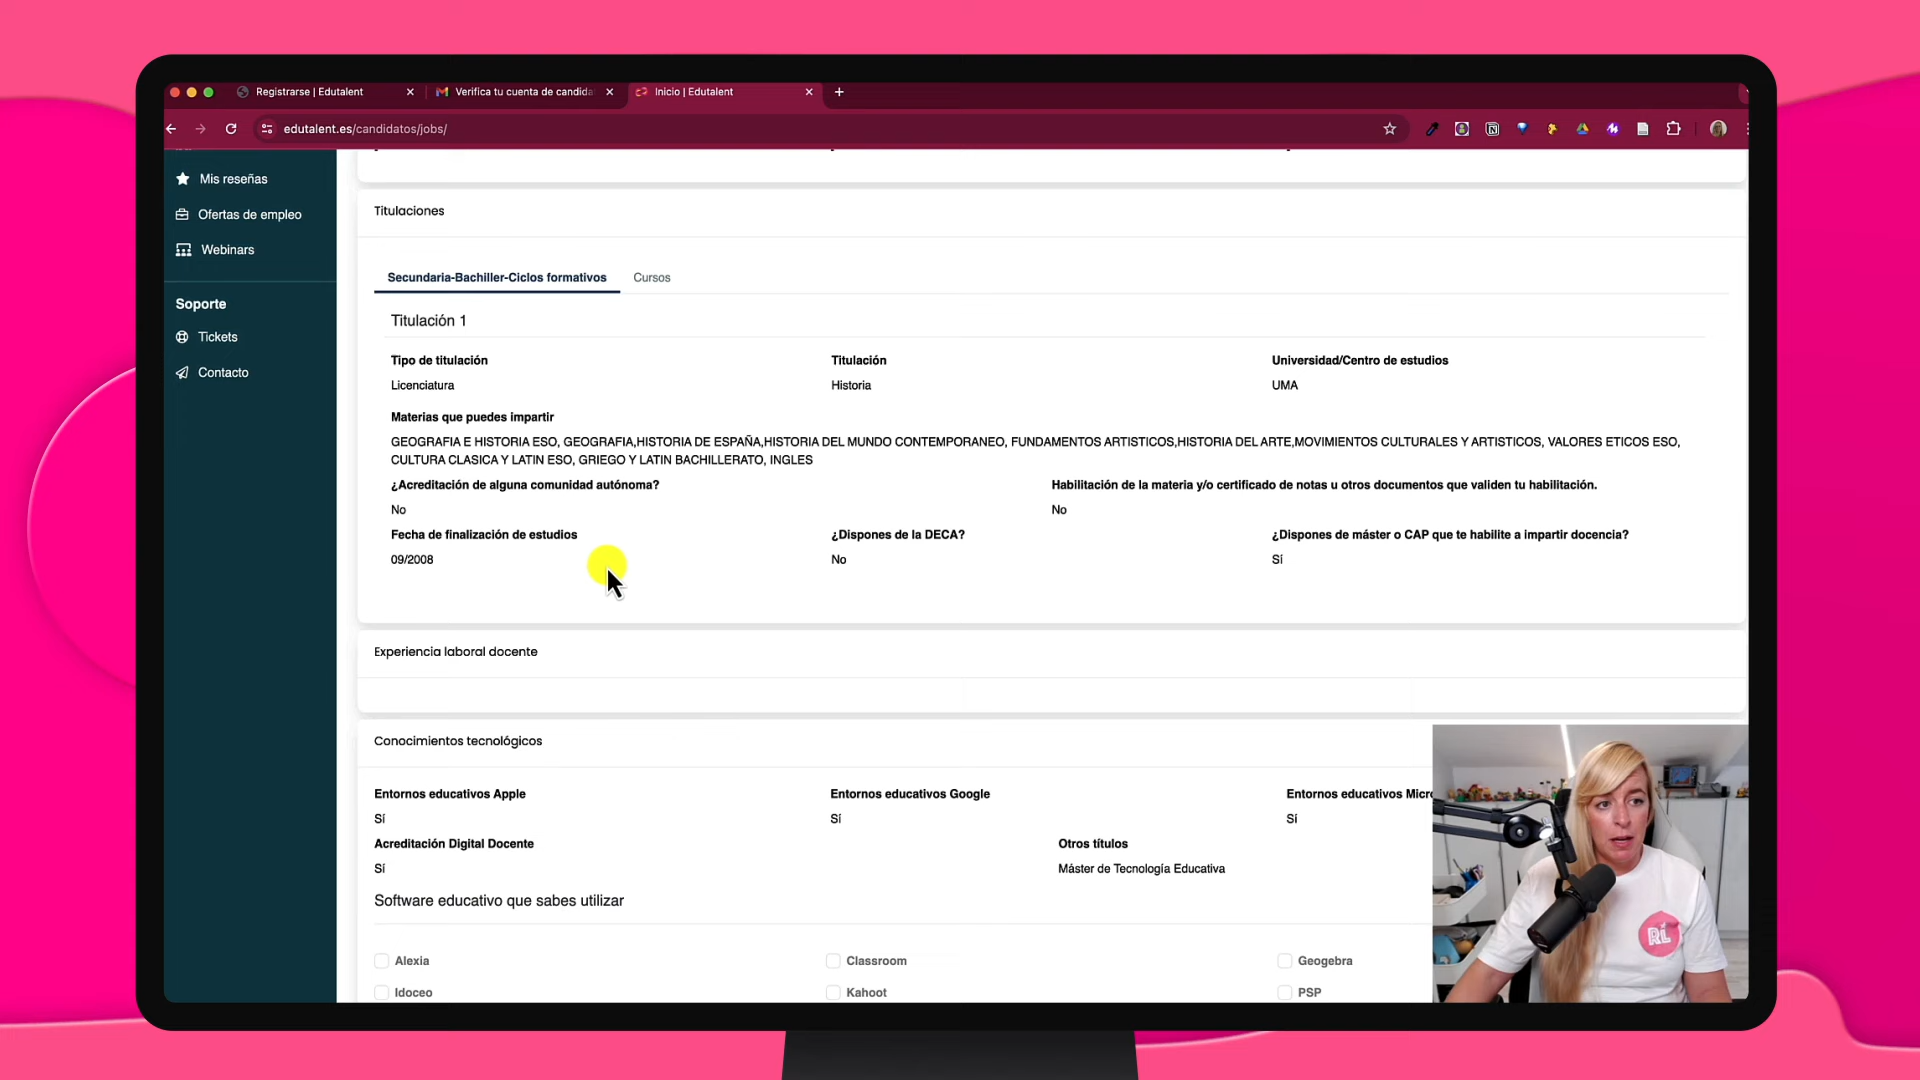 Registrarse | Edutalent
Verifica tu cuenta de candida
Inicio | Edutalent
edutalent.es/candidatos/jobs/
Mis reseñas
Ofertas de empleo
Webinars
Soporte
Tickets
Contacto
Titulaciones
Secundaria-Bachiller-Ciclos formativos Cursos
Titulación 1
Tipo de titulación Titulación Universidad/Centro de estudios
Licenciatura Historia UMA
Materias que puedes impartir
GEOGRAFIA E HISTORIA ESO, GEOGRAFIA,HISTORIA DE ESPAÑA,HISTORIA DEL MUNDO CONTEMPORANEO, FUNDAMENTOS ARTISTICOS,HISTORIA DEL ARTE,MOVIMIENTOS CULTURALES Y ARTISTICOS, VALORES ETICOS ESO,
CULTURA CLASICA Y LATIN ESO, GRIEGO Y LATIN BACHILLERATO, INGLES
¿Acreditación de alguna comunidad autónoma? Habilitación de la materia y/o certificado de notas u otros documentos que validen tu habilitación.
No No
Fecha de finalización de estudios ¿Dispones de la DECA? ¿Dispones de máster o CAP que te habilite a impartir docencia?
09/2008 No Sí
Experiencia laboral docente
Conocimientos tecnológicos
Entornos educativos Apple Entornos educativos Google Entornos educativos Micro
Sí Sí Sí
Acreditación Digital Docente Otros títulos
Sí Máster de Tecnología Educativa
Software educativo que sabes utilizar
Alexia Classroom Geogebra
Idoceo Kahoot PSP
RL